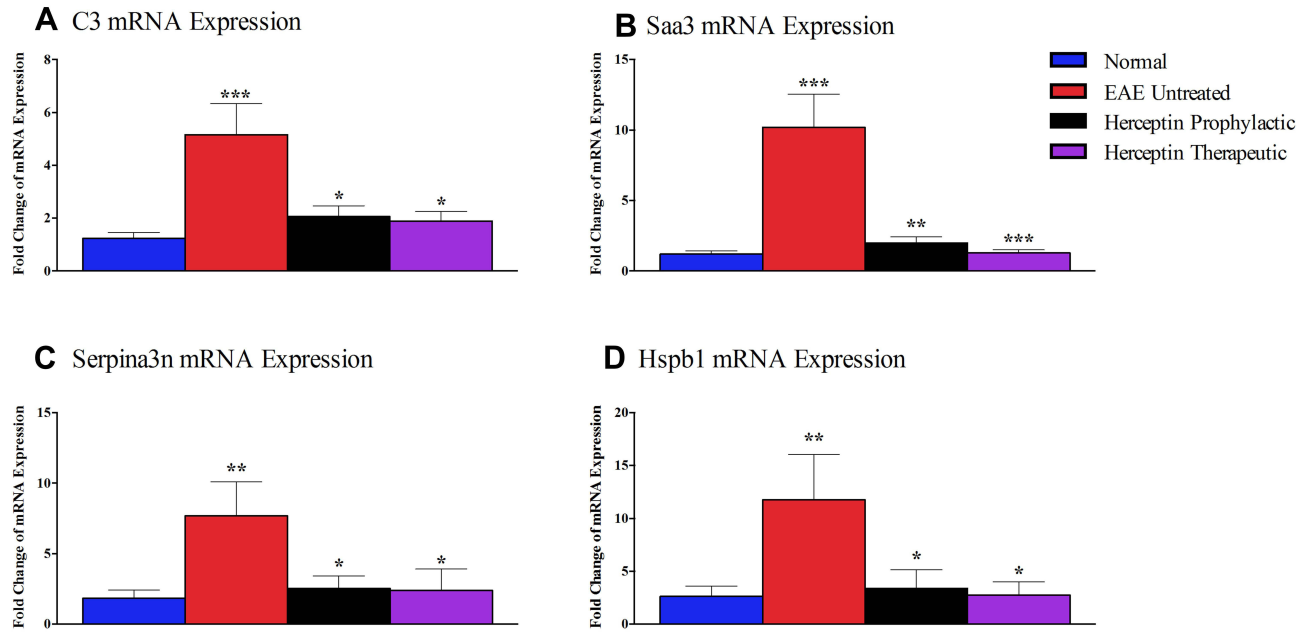 A C3 mRNA Expression
Fold Change of mRNA Expression
8
6
4
2
0
***
*
*
B Saa3 mRNA Expression
Fold Change of mRNA Expression
15
10
5
0
***
**
***
Normal
EAE Untreated
Herceptin Prophylactic
Herceptin Therapeutic
C Serpina3n mRNA Expression
Fold Change of mRNA Expression
15
10
5
0
**
*
*
D Hspb1 mRNA Expression
Fold Change of mRNA Expression
20
15
10
5
0
**
*
*